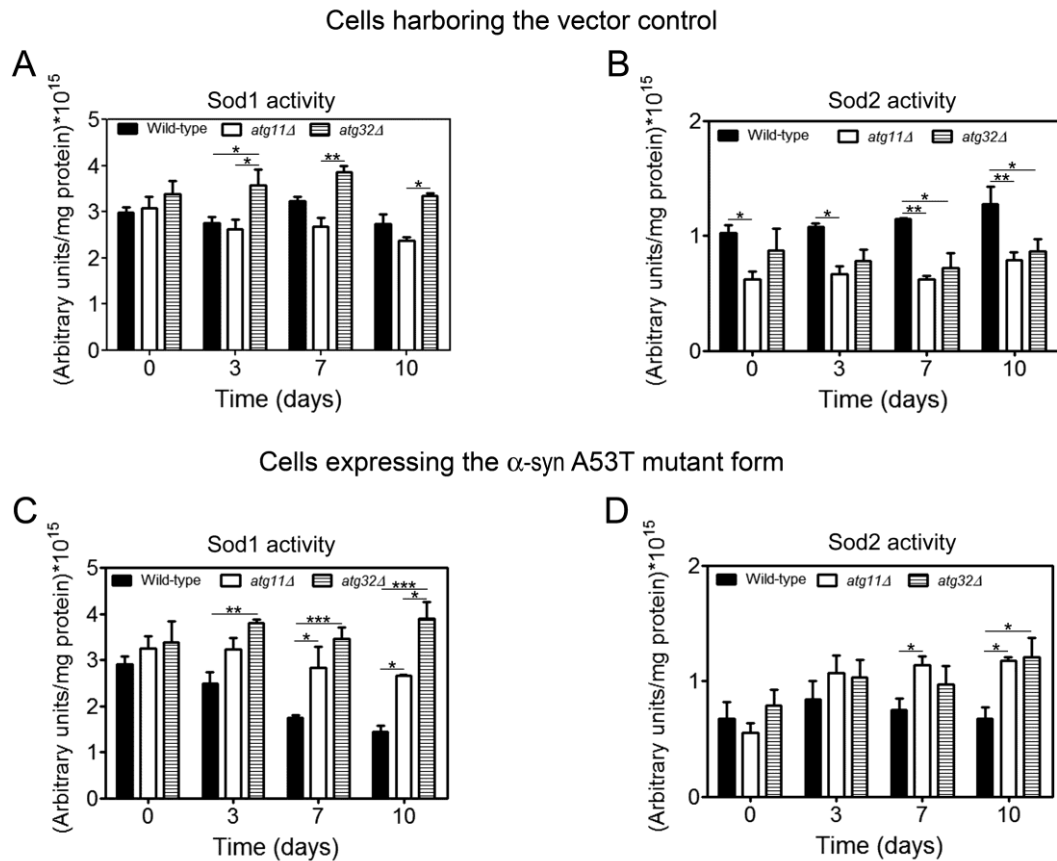 Cells harboring the vector control
A
B
Sod1 activity
Sod2 activity
(Arbitrary units/mg protein)*10^15
5
4
3
2
1
0
Wild-type atg11Δ atg32Δ
* * ** *
0 3 7 10
Time (days)
(Arbitrary units/mg protein)*10^15
2
1
0
Wild-type atg11Δ atg32Δ
* * * ** * **
0 3 7 10
Time (days)
Cells expressing the α-syn A53T mutant form
C
D
Sod1 activity
Sod2 activity
(Arbitrary units/mg protein)*10^15
5
4
3
2
1
0
Wild-type atg11Δ atg32Δ
** *** * *** * *
0 3 7 10
Time (days)
(Arbitrary units/mg protein)*10^15
2
1
0
Wild-type atg11Δ atg32Δ
* * *
0 3 7 10
Time (days)